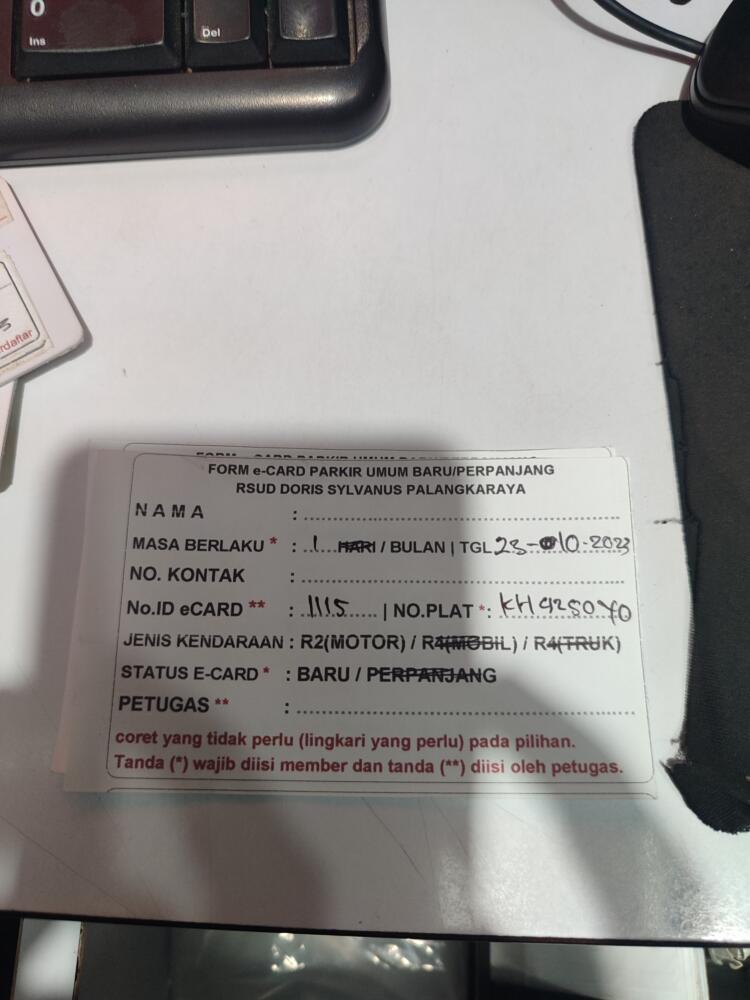 0
Ins
Del
rdaftar
FORM e-CARD PARKIR UMUM BARU/PERPANJANG
RSUD DORIS SYLVANUS PALANGKARAYA
NAMA :
MASA BERLAKU * : 1 HARI / BULAN | TGL 23-010-2023
NO. KONTAK :
No.ID eCARD ** : 1115 | NO.PLAT *: KH 4250 YO
JENIS KENDARAAN : R2(MOTOR) / R4(MOBIL) / R4(TRUK)
STATUS E-CARD * : BARU / PERPANJANG
PETUGAS ** :
coret yang tidak perlu (lingkari yang perlu) pada pilihan.
Tanda (*) wajib diisi member dan tanda (**) diisi oleh petugas.